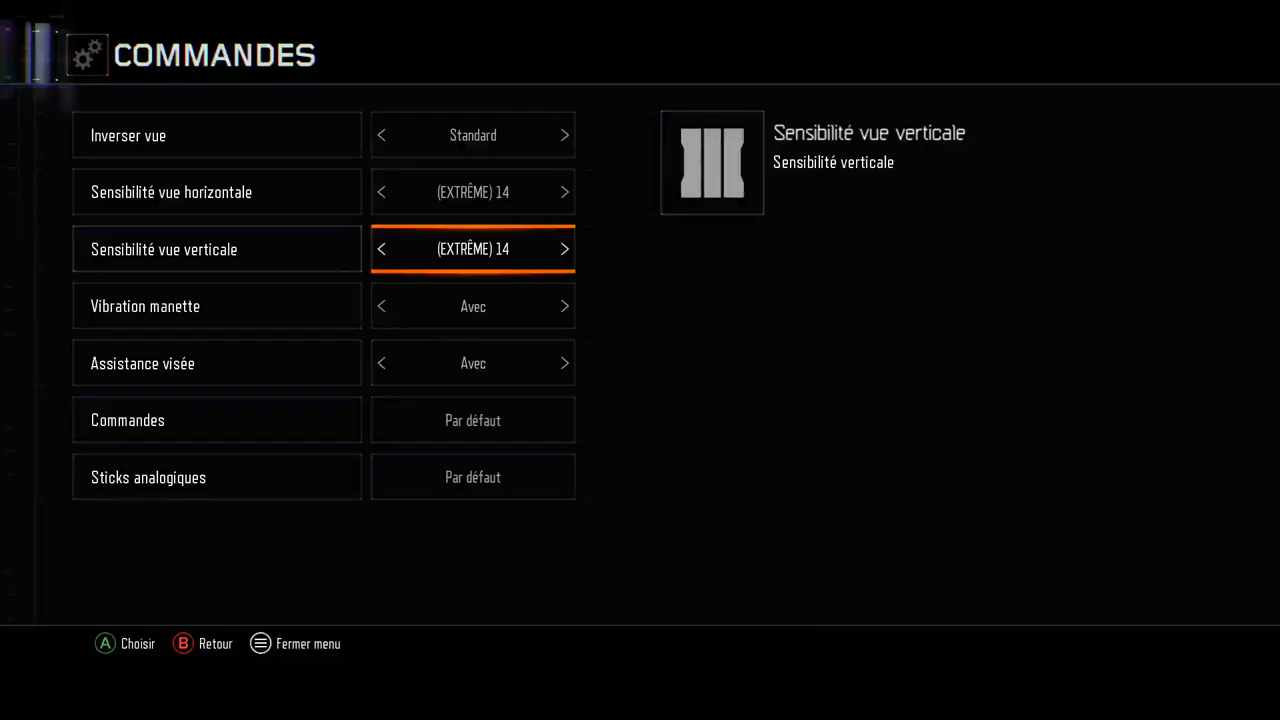 COMMANDES
Inverser vue
< Standard >
Sensibilité vue horizontale
< (EXTRÊME) 14 >
Sensibilité vue verticale
< (EXTRÊME) 14 >
Vibration manette
< Avec >
Assistance visée
< Avec >
Commandes
Par défaut
Sticks analogiques
Par défaut
Sensibilité vue verticale
Sensibilité verticale
A Choisir B Retour Fermer menu